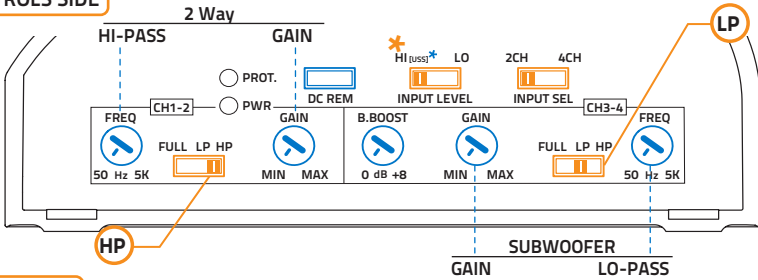 ROLS SIDE
2 Way
HI-PASS GAIN
LP
HI [USS]* LO 2CH 4CH
PROT.
DC REM INPUT LEVEL INPUT SEL
CH1-2 PWR CH3-4
FREQ GAIN B.BOOST GAIN FREQ
FULL LP HP FULL LP HP
50 Hz 5K MIN MAX 0 dB +8 MIN MAX 50 Hz 5K
HP
SUBWOOFER
GAIN LO-PASS